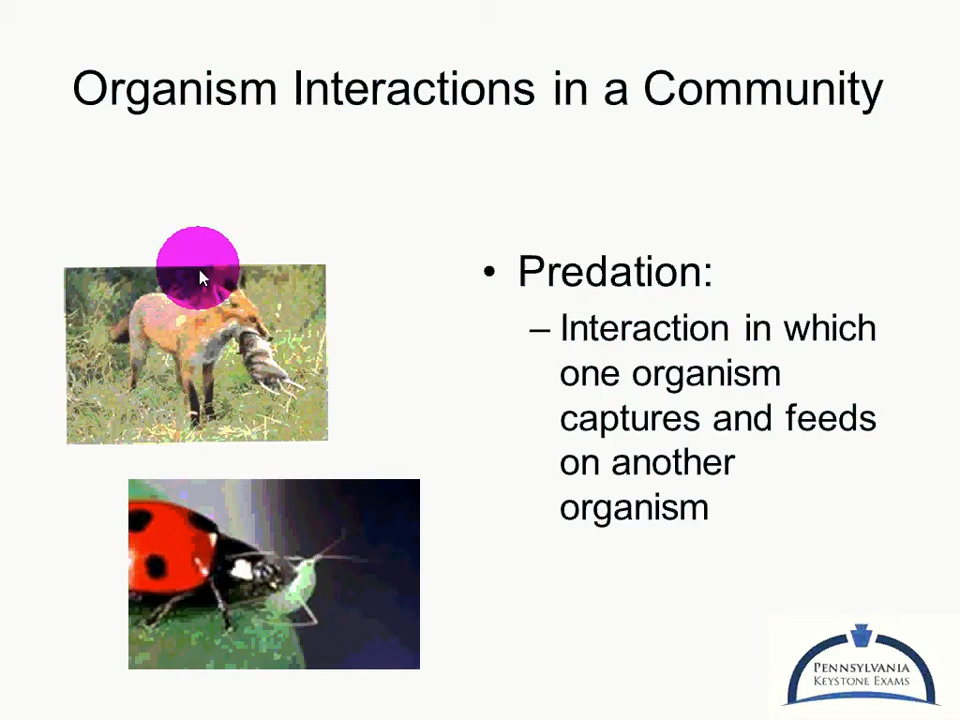 Organism Interactions in a Community
• Predation:
– Interaction in which
one organism
captures and feeds
on another
organism
PENNSYLVANIA
KEYSTONE EXAMS